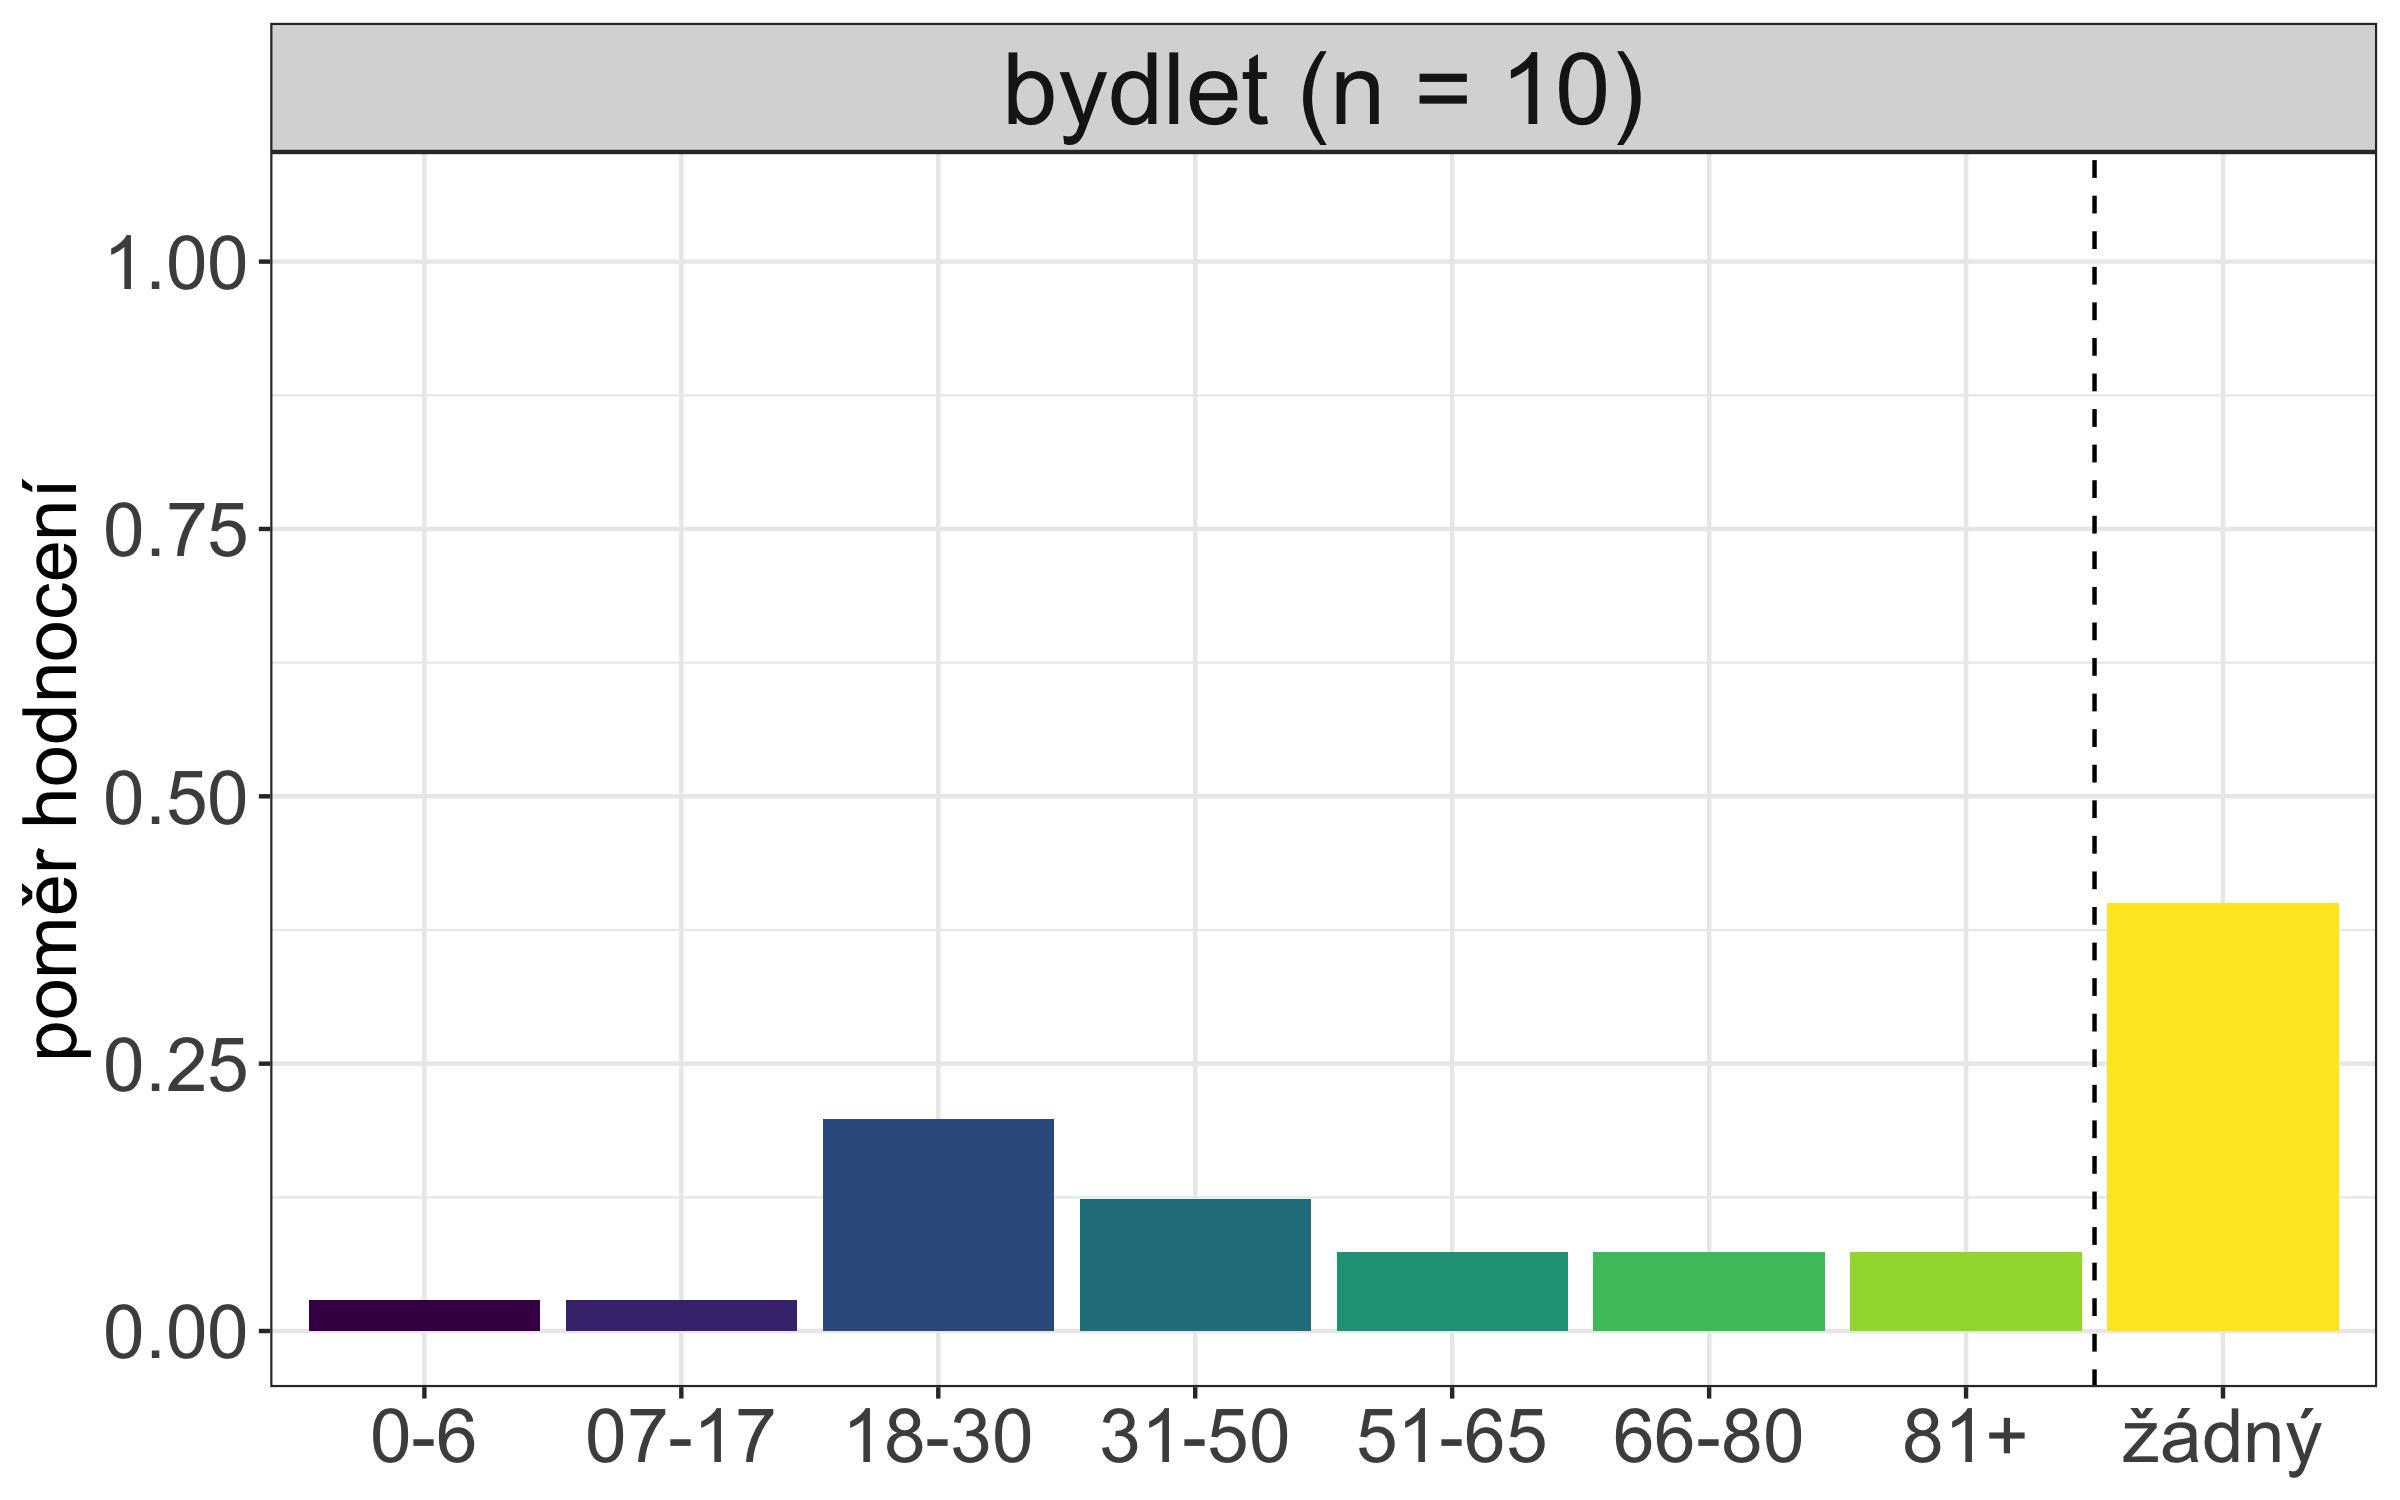 bydlet (n = 10)
poměr hodnocení
1.00
0.75
0.50
0.25
0.00
0-6 07-17 18-30 31-50 51-65 66-80 81+ žádný